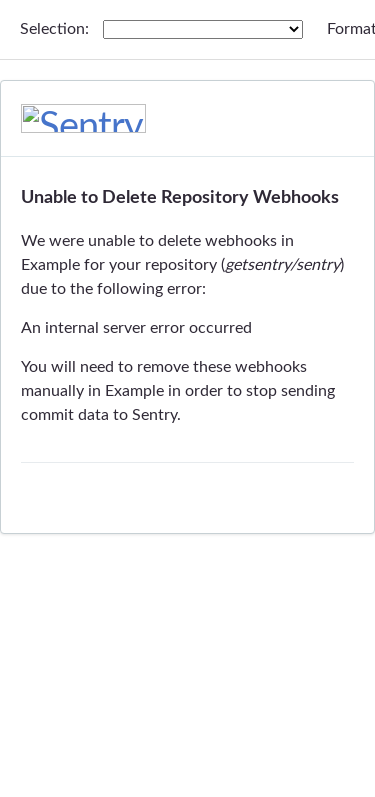 Selection: Format
Sentry
Unable to Delete Repository Webhooks
We were unable to delete webhooks in
Example for your repository (getsentry/sentry)
due to the following error:
An internal server error occurred
You will need to remove these webhooks
manually in Example in order to stop sending
commit data to Sentry.